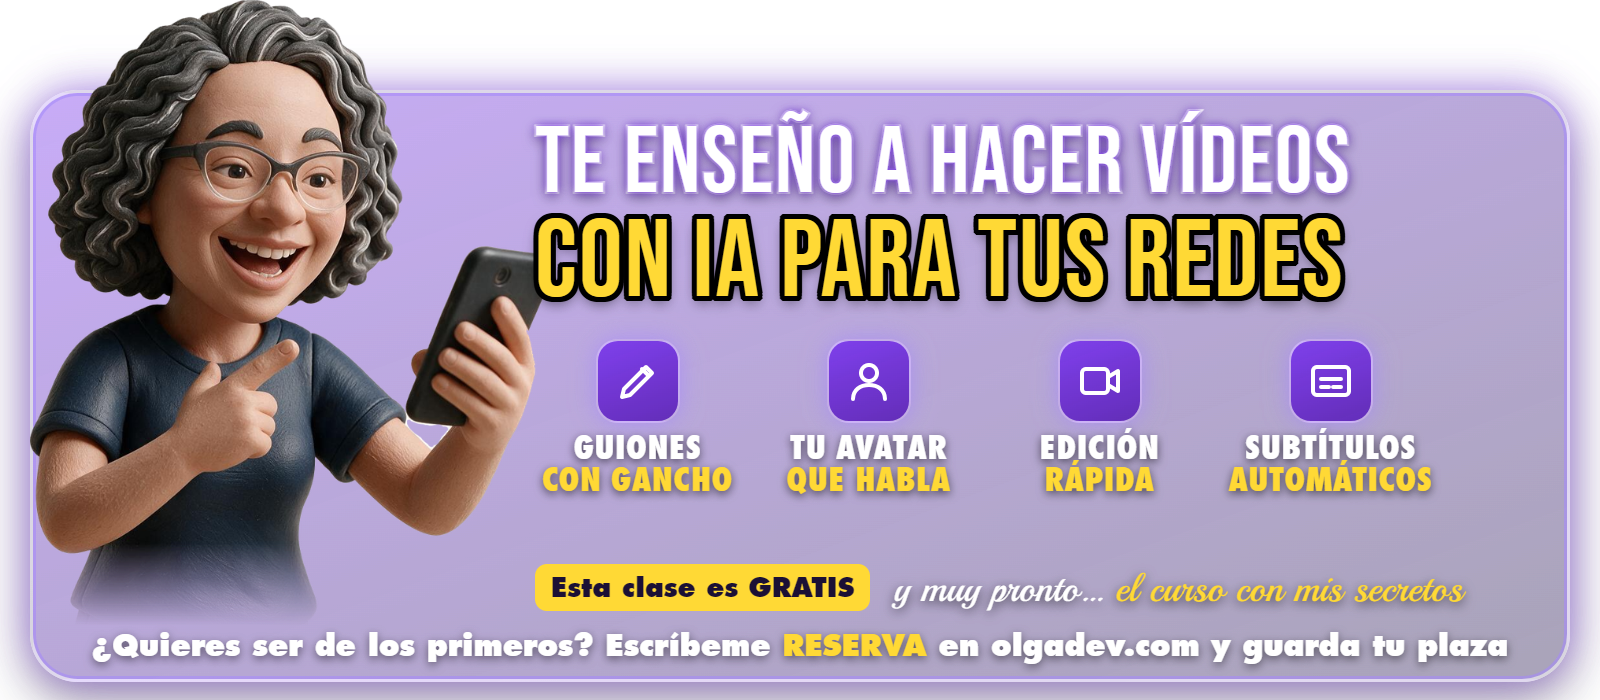 TE ENSEÑO A HACER VÍDEOS
CON IA PARA TUS REDES
GUIONES
CON GANCHO
TU AVATAR
QUE HABLA
EDICIÓN
RÁPIDA
SUBTÍTULOS
AUTOMÁTICOS
Esta clase es GRATIS y muy pronto... el curso con mis secretos
¿Quieres ser de los primeros? Escríbeme RESERVA en olgadev.com y guarda tu plaza